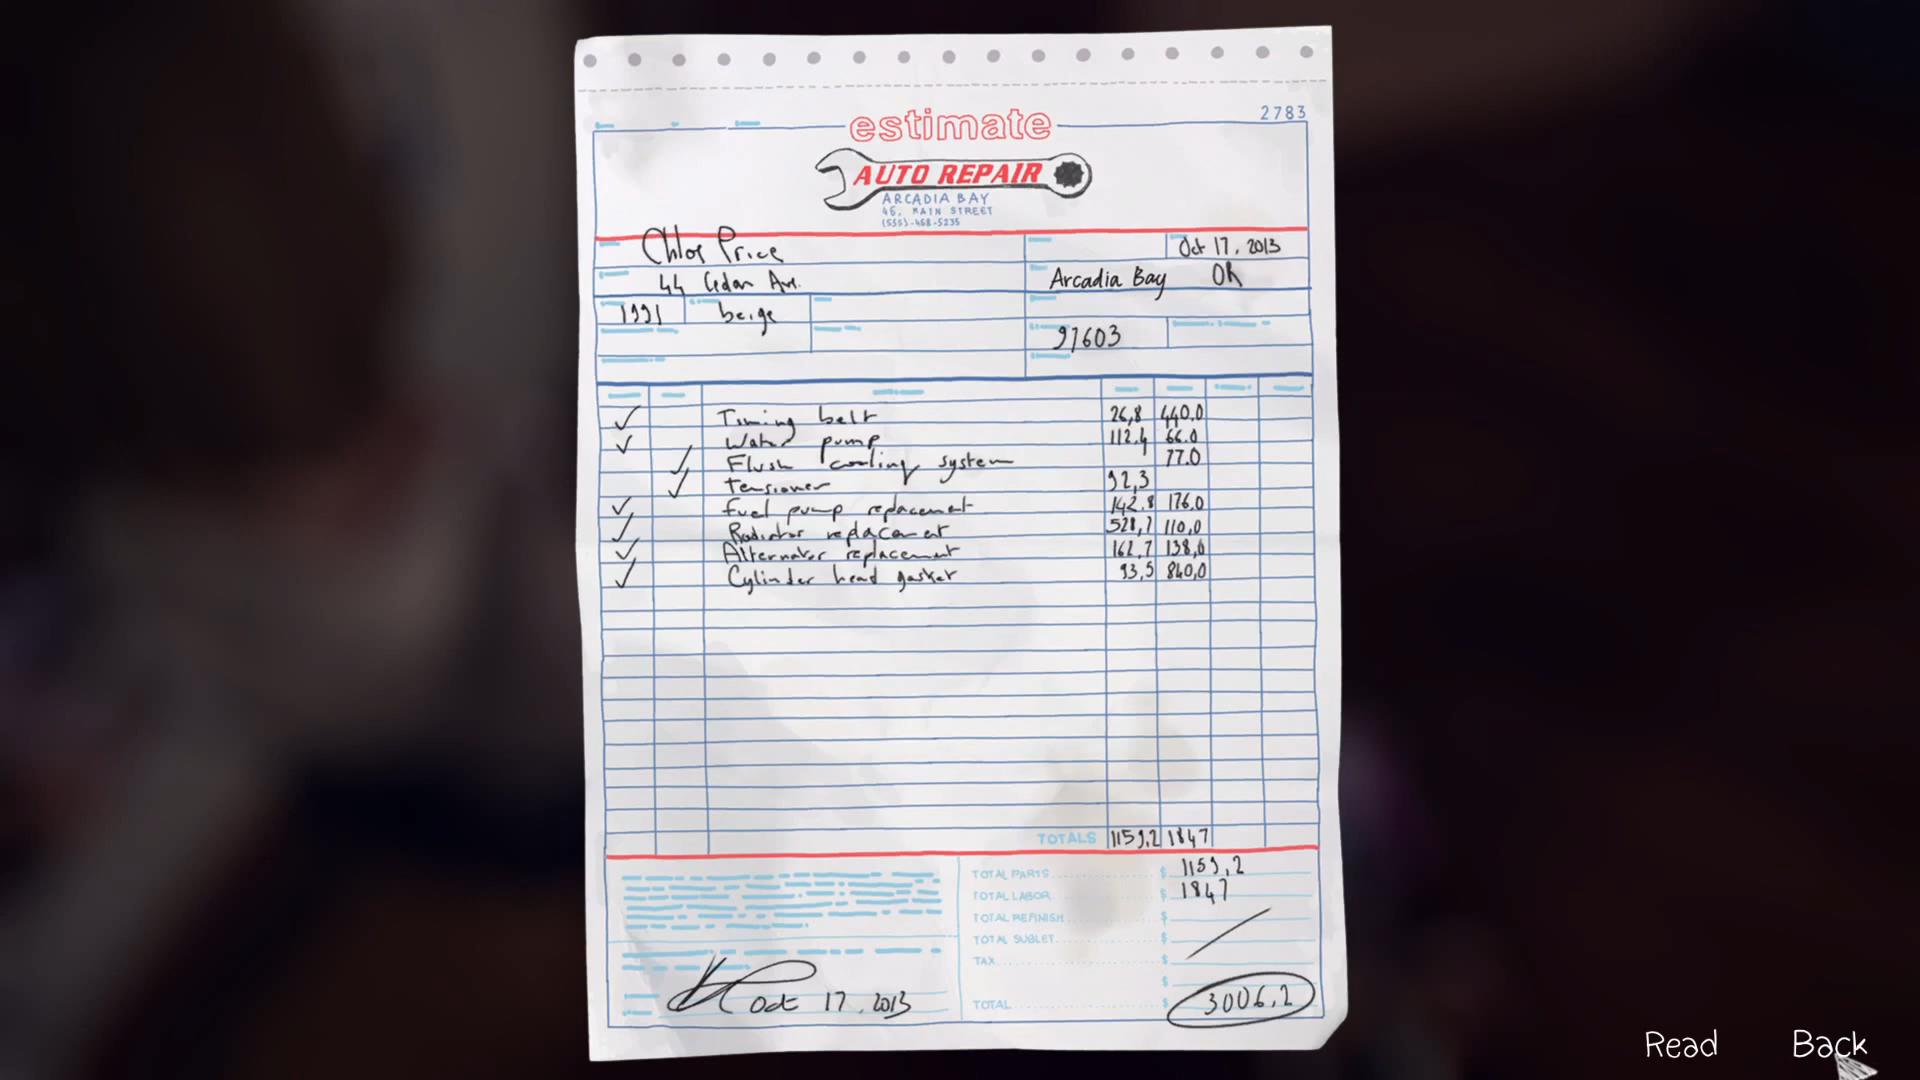 2783
estimate
AUTO REPAIR
ARCADIA BAY
46, MAIN STREET
(555)-468-5235
Chloe Price Oct 17, 2013
44 Cedar Av. Arcadia Bay OR
1991 beige
97603
Timing belt 26,8 440.0
Water pump 112.4 66.0
Flush cooling system 77.0
Tensioner 92,3
Fuel pump replacement 142.8 176.0
Radiator replacement 528,7 110,0
Alternator replacement 162,7 138,0
Cylinder head gasket 93,5 840,0
TOTALS 1159,2 1847
TOTAL PARTS $ 1159,2
TOTAL LABOR $ 1847
TOTAL REFINISH $
TOTAL SUBLET $
TAX $
$
TOTAL $ 3006,2
Oct 17, 2013
Read Back